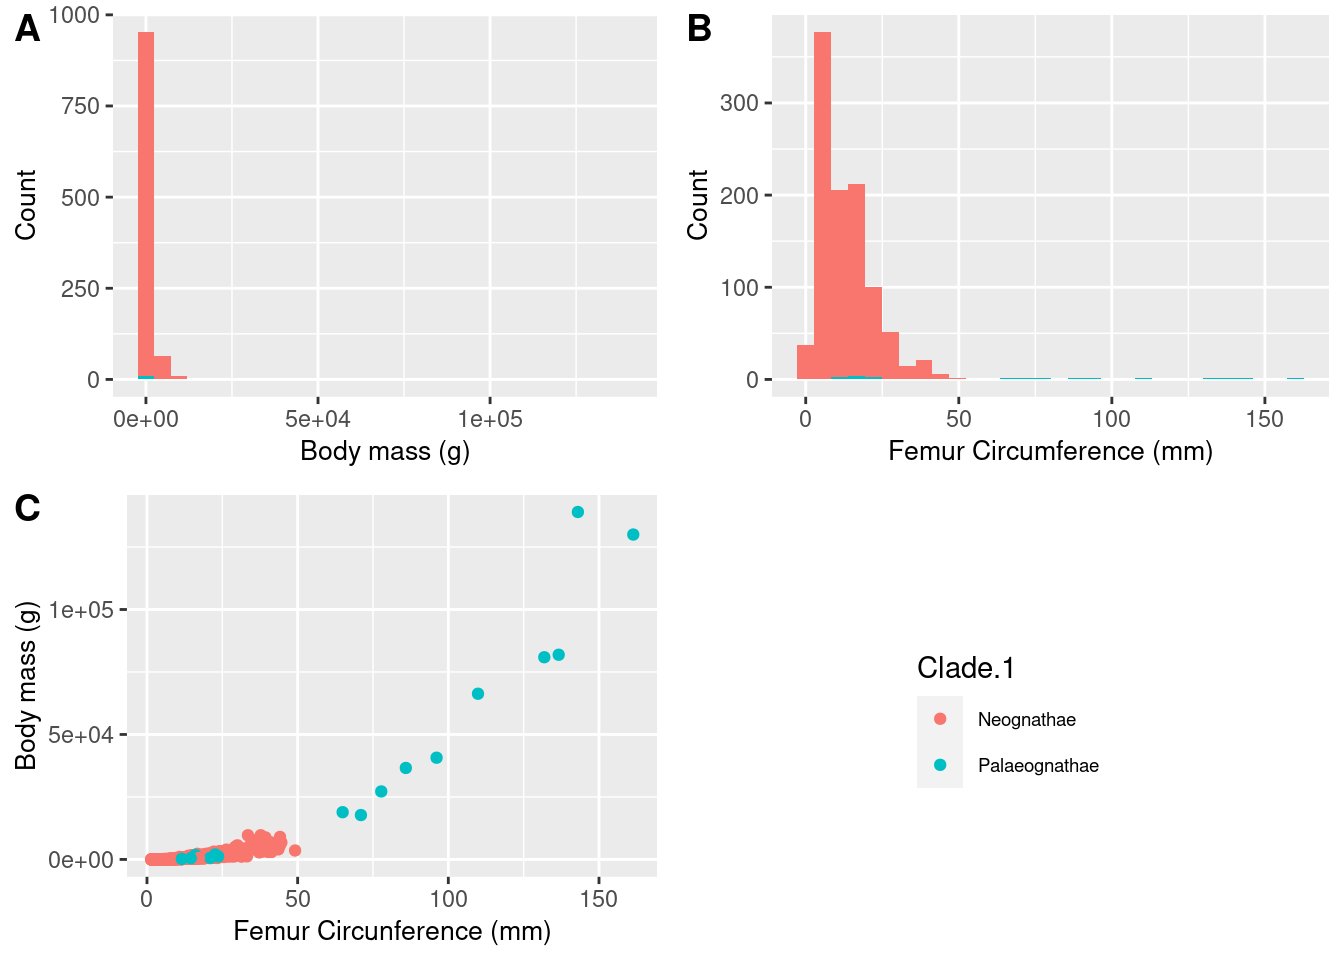 A
1000
750
500
250
0
Count
0e+00 5e+04 1e+05
Body mass (g)
B
300
200
100
0
Count
0 50 100 150
Femur Circumference (mm)
C
1e+05
5e+04
0e+00
Body mass (g)
0 50 100 150
Femur Circunference (mm)
Clade.1
Neognathae
Palaeognathae